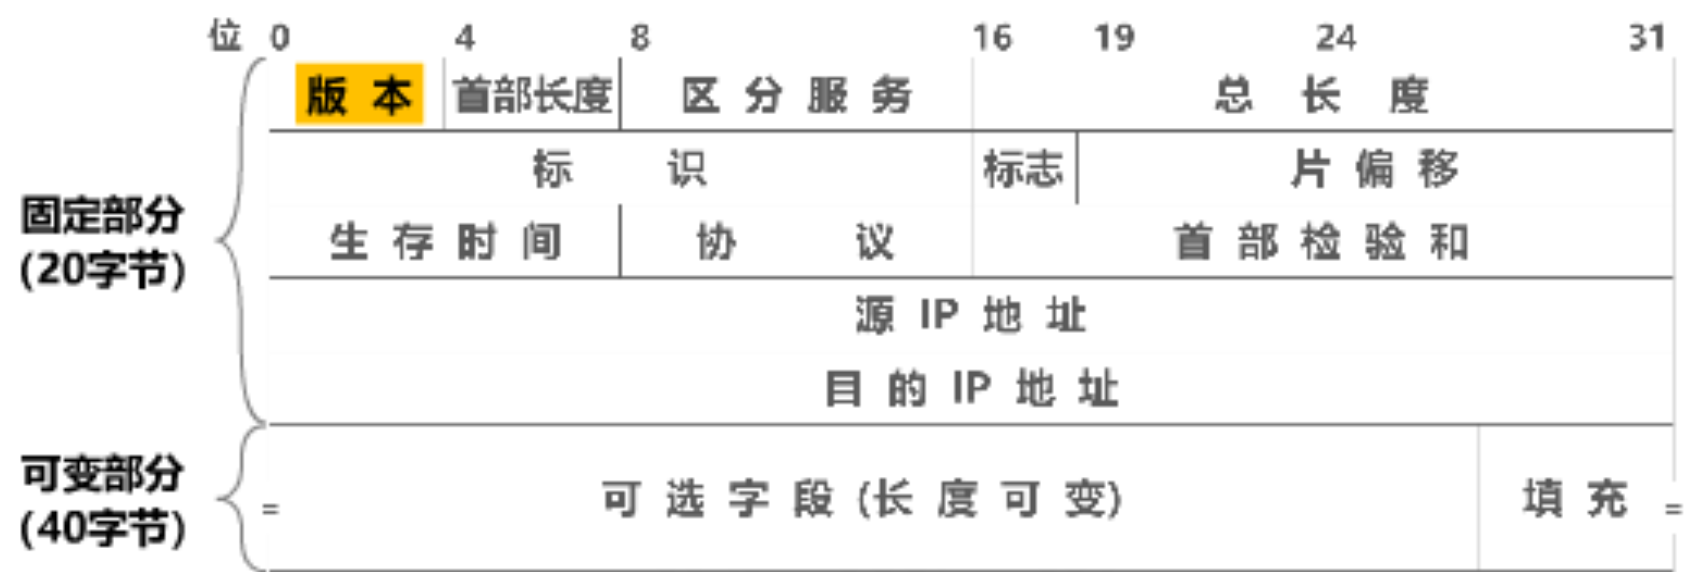 位 0 4 8 16 19 24 31
版 本 首部长度 区 分 服 务 总 长 度
标 识 标志 片 偏 移
固定部分
(20字节)
生 存 时 间 协 议 首 部 检 验 和
源 IP 地 址
目 的 IP 地 址
可变部分
(40字节)
= 可 选 字 段 (长 度 可 变) 填 充 =